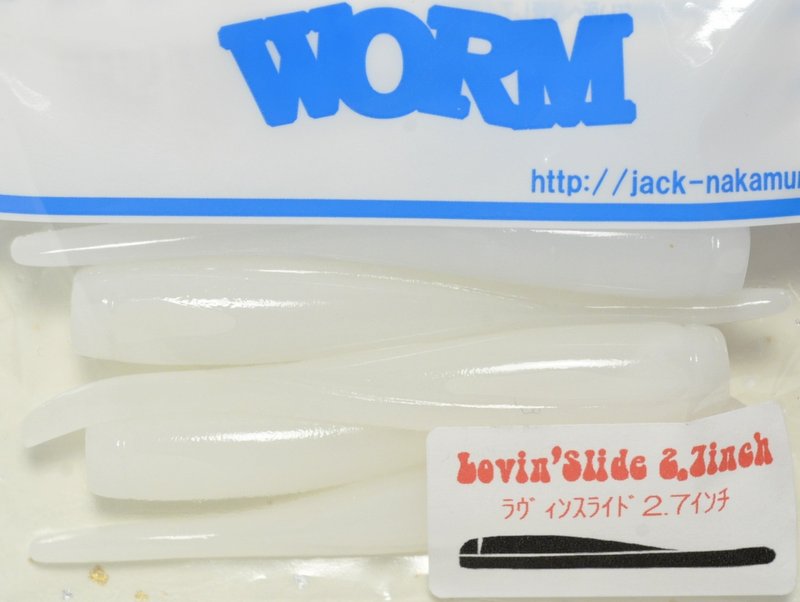 WORM
http://jack-nakamur
Lovin'Slide 2.7inch
ラヴィンスライド 2.7インチ